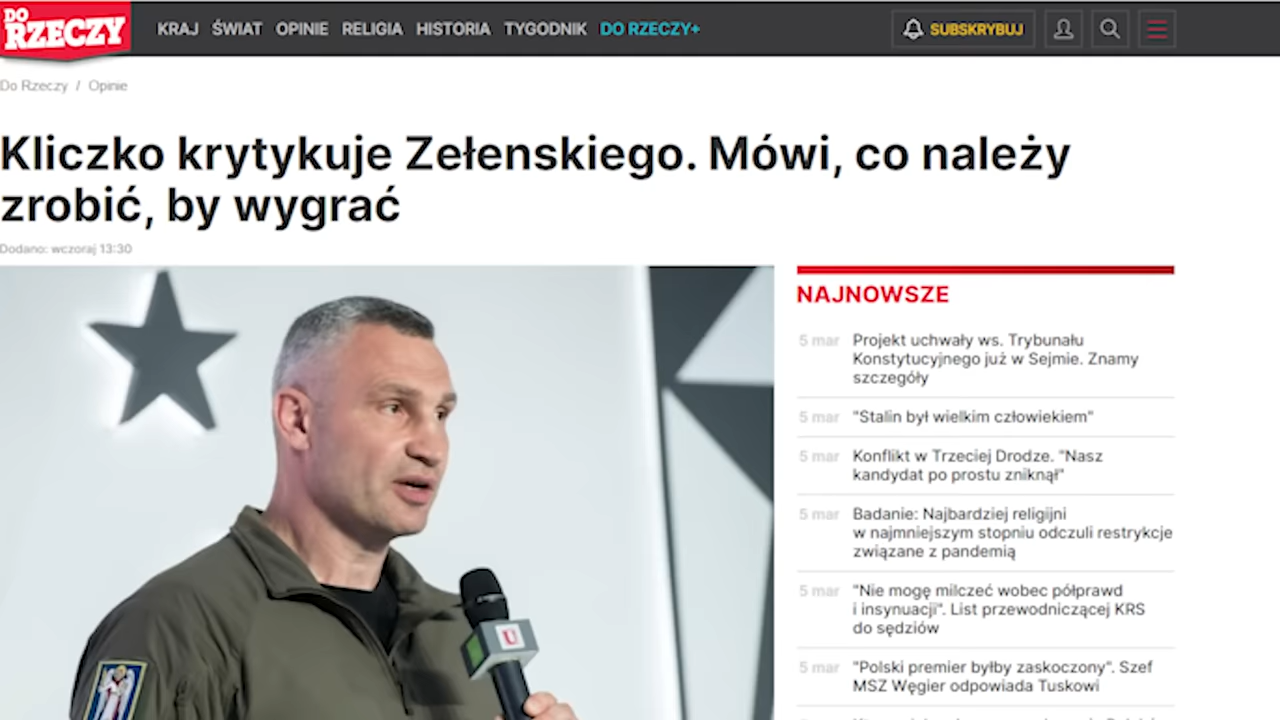 DO
RZECZY
KRAJ ŚWIAT OPINIE RELIGIA HISTORIA TYGODNIK DO RZECZY+
SUBSKRYBUJ
Do Rzeczy / Opinie
Kliczko krytykuje Zełenskiego. Mówi, co należy
zrobić, by wygrać
Dodano: wczoraj 13:30
U
NAJNOWSZE
5 mar Projekt uchwały ws. Trybunału
Konstytucyjnego już w Sejmie. Znamy
szczegóły
5 mar "Stalin był wielkim człowiekiem"
5 mar Konflikt w Trzeciej Drodze. "Nasz
kandydat po prostu zniknął"
5 mar Badanie: Najbardziej religijni
w najmniejszym stopniu odczuli restrykcje
związane z pandemią
5 mar "Nie mogę milczeć wobec półprawd
i insynuacji". List przewodniczącej KRS
do sędziów
5 mar "Polski premier byłby zaskoczony". Szef
MSZ Węgier odpowiada Tuskowi